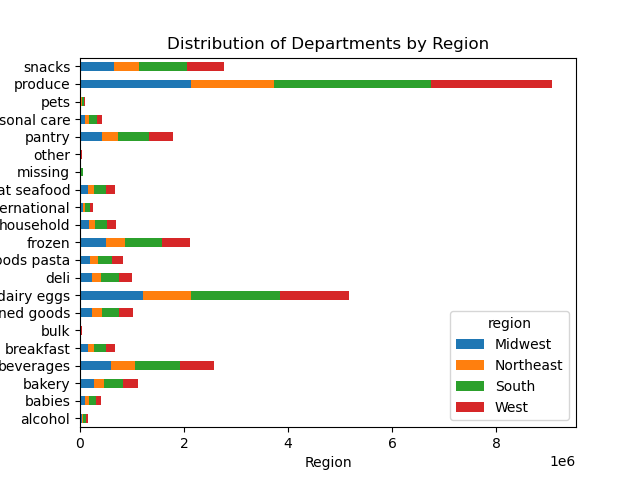 Distribution of Departments by Region
snacks
produce
pets
sonal care
pantry
other
missing
at seafood
ernational
household
frozen
oods pasta
deli
dairy eggs
ned goods
bulk
breakfast
beverages
bakery
babies
alcohol
region
Midwest
Northeast
South
West
0 2 4 6 8
1e6
Region